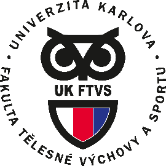 • UNIVERZITA KARLOVA •
FAKULTA TĚLESNÉ VÝCHOVY A SPORTU
UK FTVS